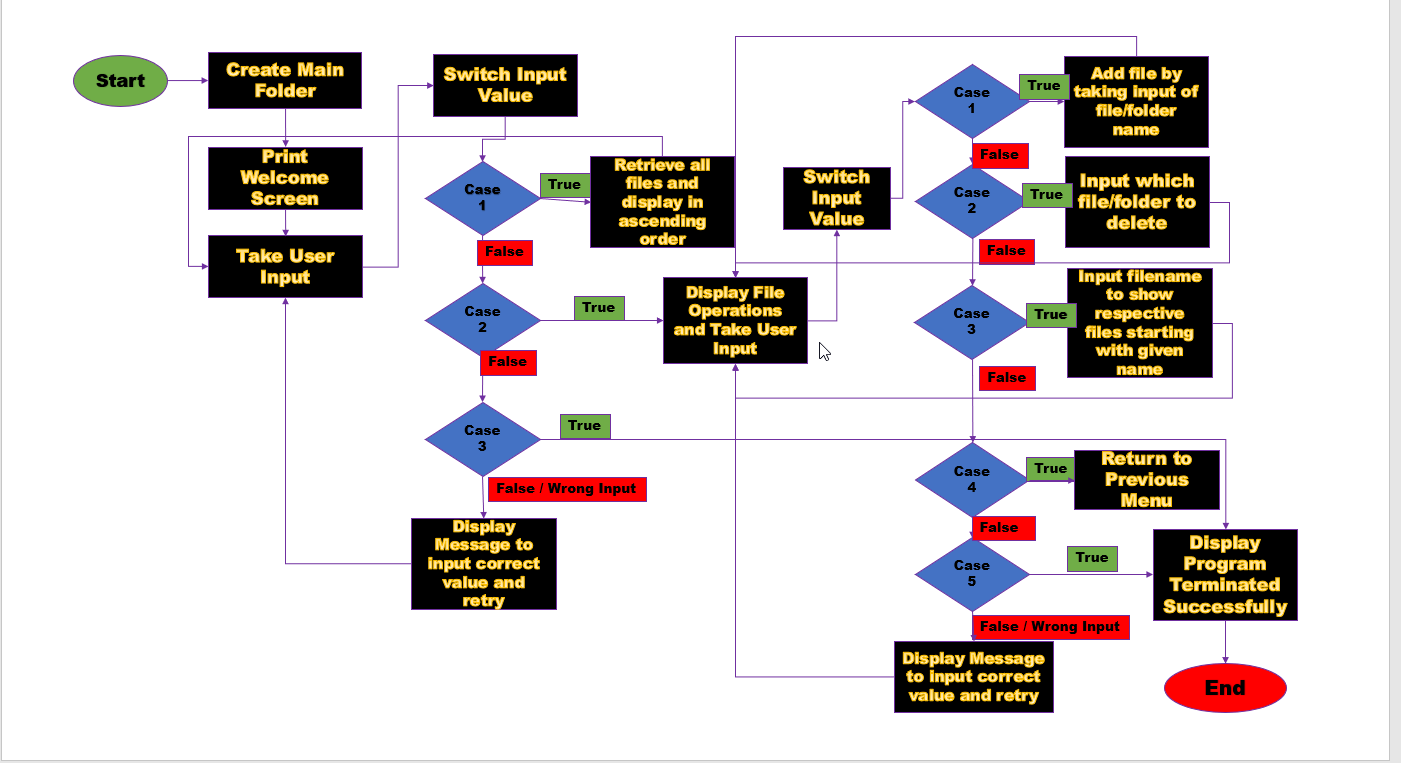 Start
Create Main
Folder
Print
Welcome
Screen
Take User
Input
Switch Input
Value
Case
1
True
Retrieve all
files and
display in
ascending
order
False
Case
2
True
False
Case
3
True
False / Wrong Input
Display
Message to
input correct
value and
retry
Display File
Operations
and Take User
Input
Switch
Input
Value
Case
1
True
Add file by
taking input of
file/folder
name
False
Case
2
True
Input which
file/folder to
delete
False
Case
3
True
Input filename
to show
respective
files starting
with given
name
False
Case
4
True
Return to
Previous
Menu
False
Case
5
True
Display
Program
Terminated
Successfully
False / Wrong Input
Display Message
to input correct
value and retry
End